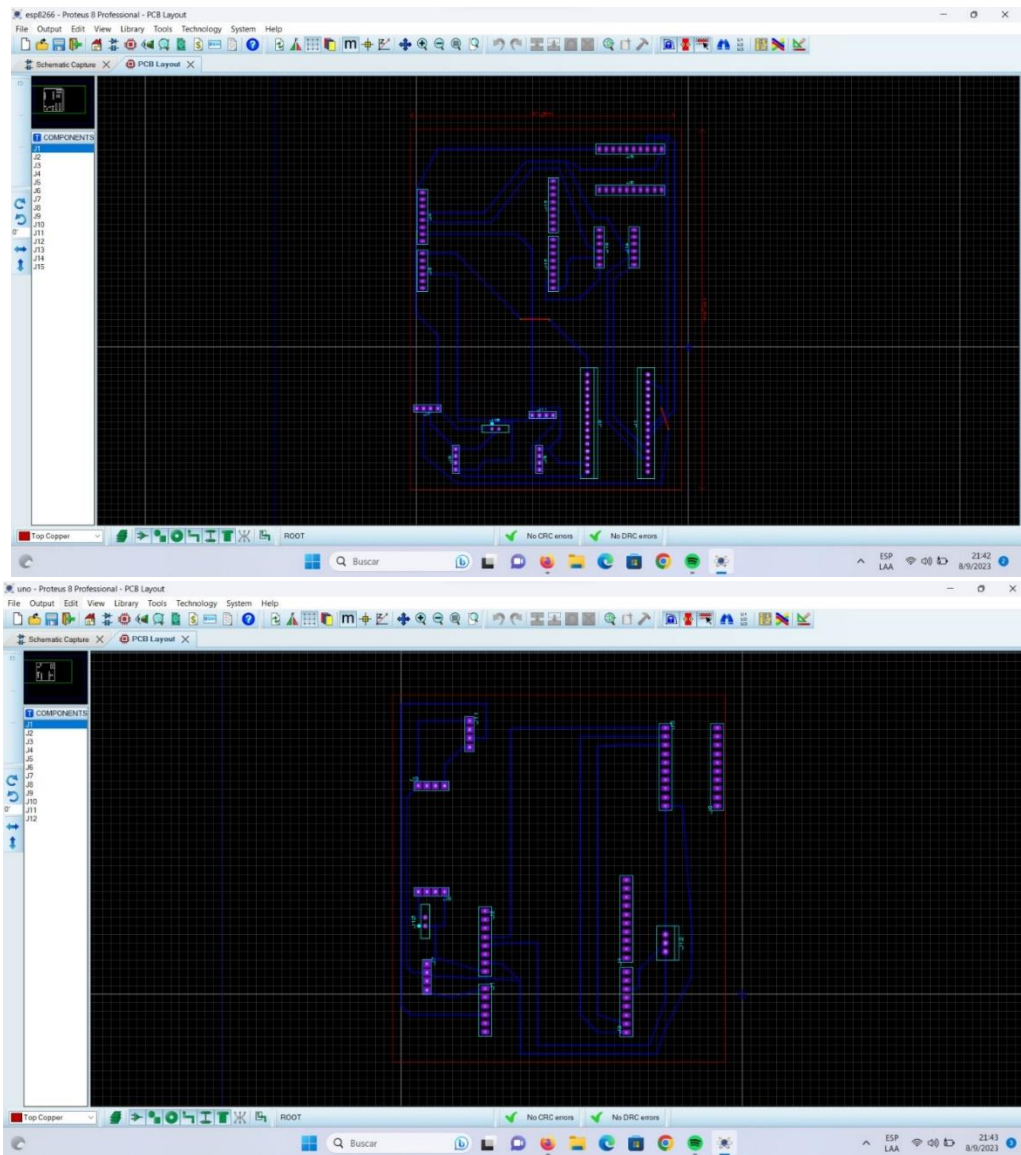 esp8266 - Proteus 8 Professional - PCB Layout
File Output Edit View Library Tools Technology System Help
Schematic Capture PCB Layout
COMPONENTS
J1
J2
J3
J4
J5
J6
J7
J8
J9
J10
J11
J12
J13
J14
J15
0°
Top Copper ROOT No CRC errors No DRC errors
Buscar ESP 21:42
LAA 8/9/2023
uno - Proteus 8 Professional - PCB Layout
File Output Edit View Library Tools Technology System Help
Schematic Capture PCB Layout
COMPONENTS
J1
J2
J3
J4
J5
J6
J7
J8
J9
J10
J11
J12
0°
Top Copper ROOT No CRC errors No DRC errors
Buscar ESP 21:43
LAA 8/9/2023